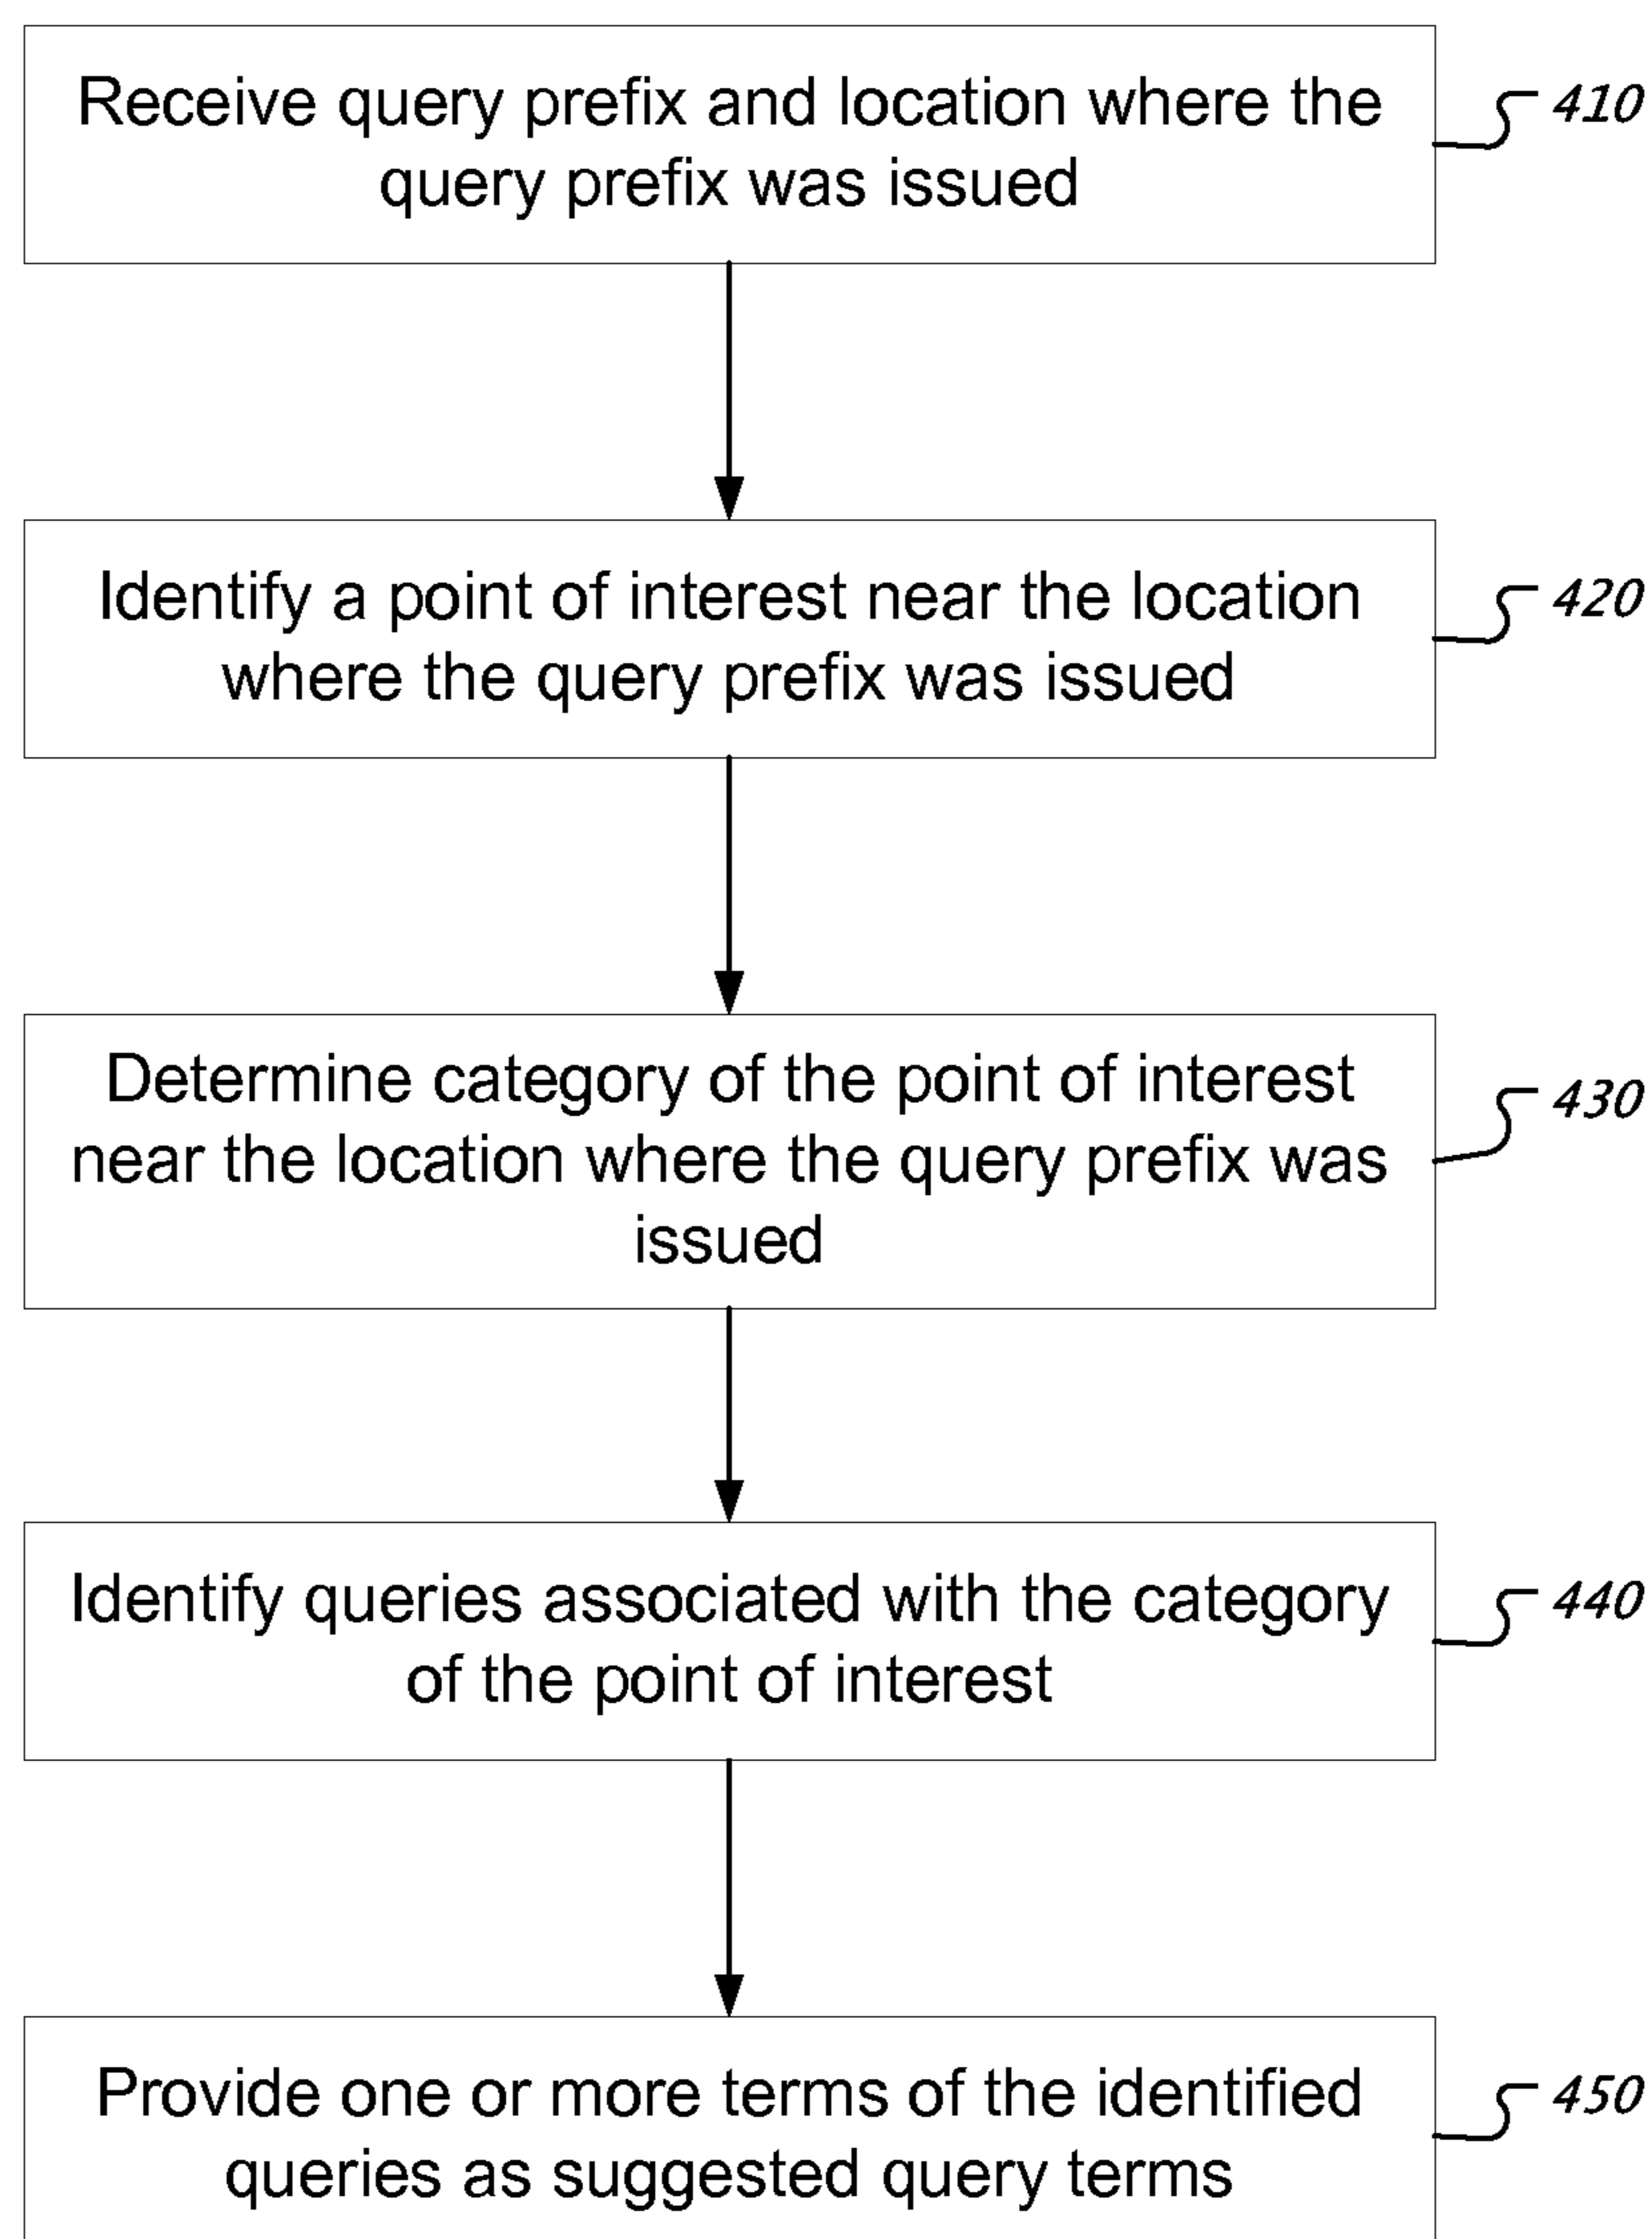 Receive query prefix and location where the
query prefix was issued
410
Identify a point of interest near the location
where the query prefix was issued
420
Determine category of the point of interest
near the location where the query prefix was
issued
430
Identify queries associated with the category
of the point of interest
440
Provide one or more terms of the identified
queries as suggested query terms
450